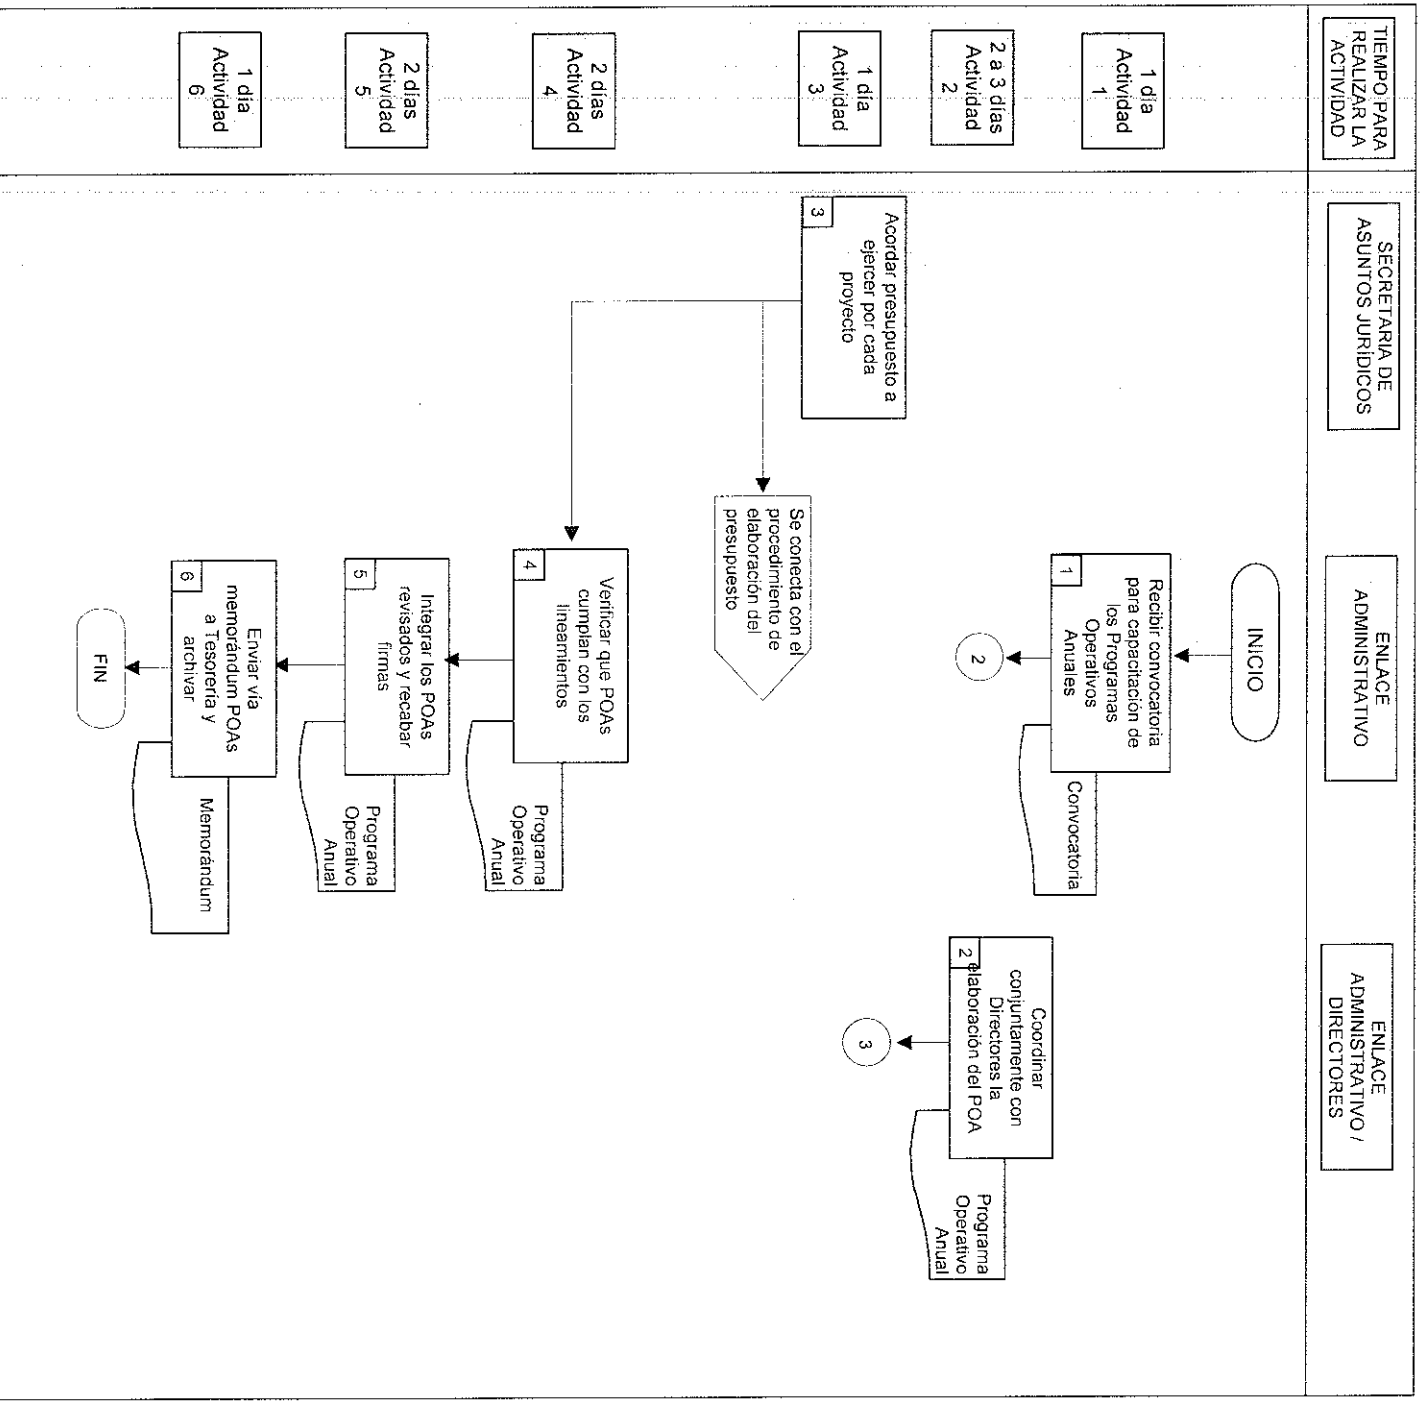 TIEMPO PARA
REALIZAR LA
ACTIVIDAD
SECRETARIA DE
ASUNTOS JURÍDICOS
ENLACE
ADMINISTRATIVO
ENLACE
ADMINISTRATIVO /
DIRECTORES
1 día
Actividad
1
INICIO
Recibir convocatoria
para capacitación de
los Programas
Operativos
Anuales
1
Convocatoria
2
2 a 3 días
Actividad
2
Coordinar
conjuntamente con
Directores la
elaboración del POA
2
Programa
Operativo
Anual
3
1 día
Actividad
3
Acordar presupuesto a
ejercer por cada
proyecto
3
Se conecta con el
procedimiento de
elaboración del
presupuesto
2 días
Actividad
4
Verificar que POAs
cumplan con los
lineamientos
4
Programa
Operativo
Anual
2 días
Actividad
5
Integrar los POAs
revisados y recabar
firmas
5
Programa
Operativo
Anual
1 día
Actividad
6
Enviar vía
memorándum POAs
a Tesorería y
archivar
6
Memorándum
FIN